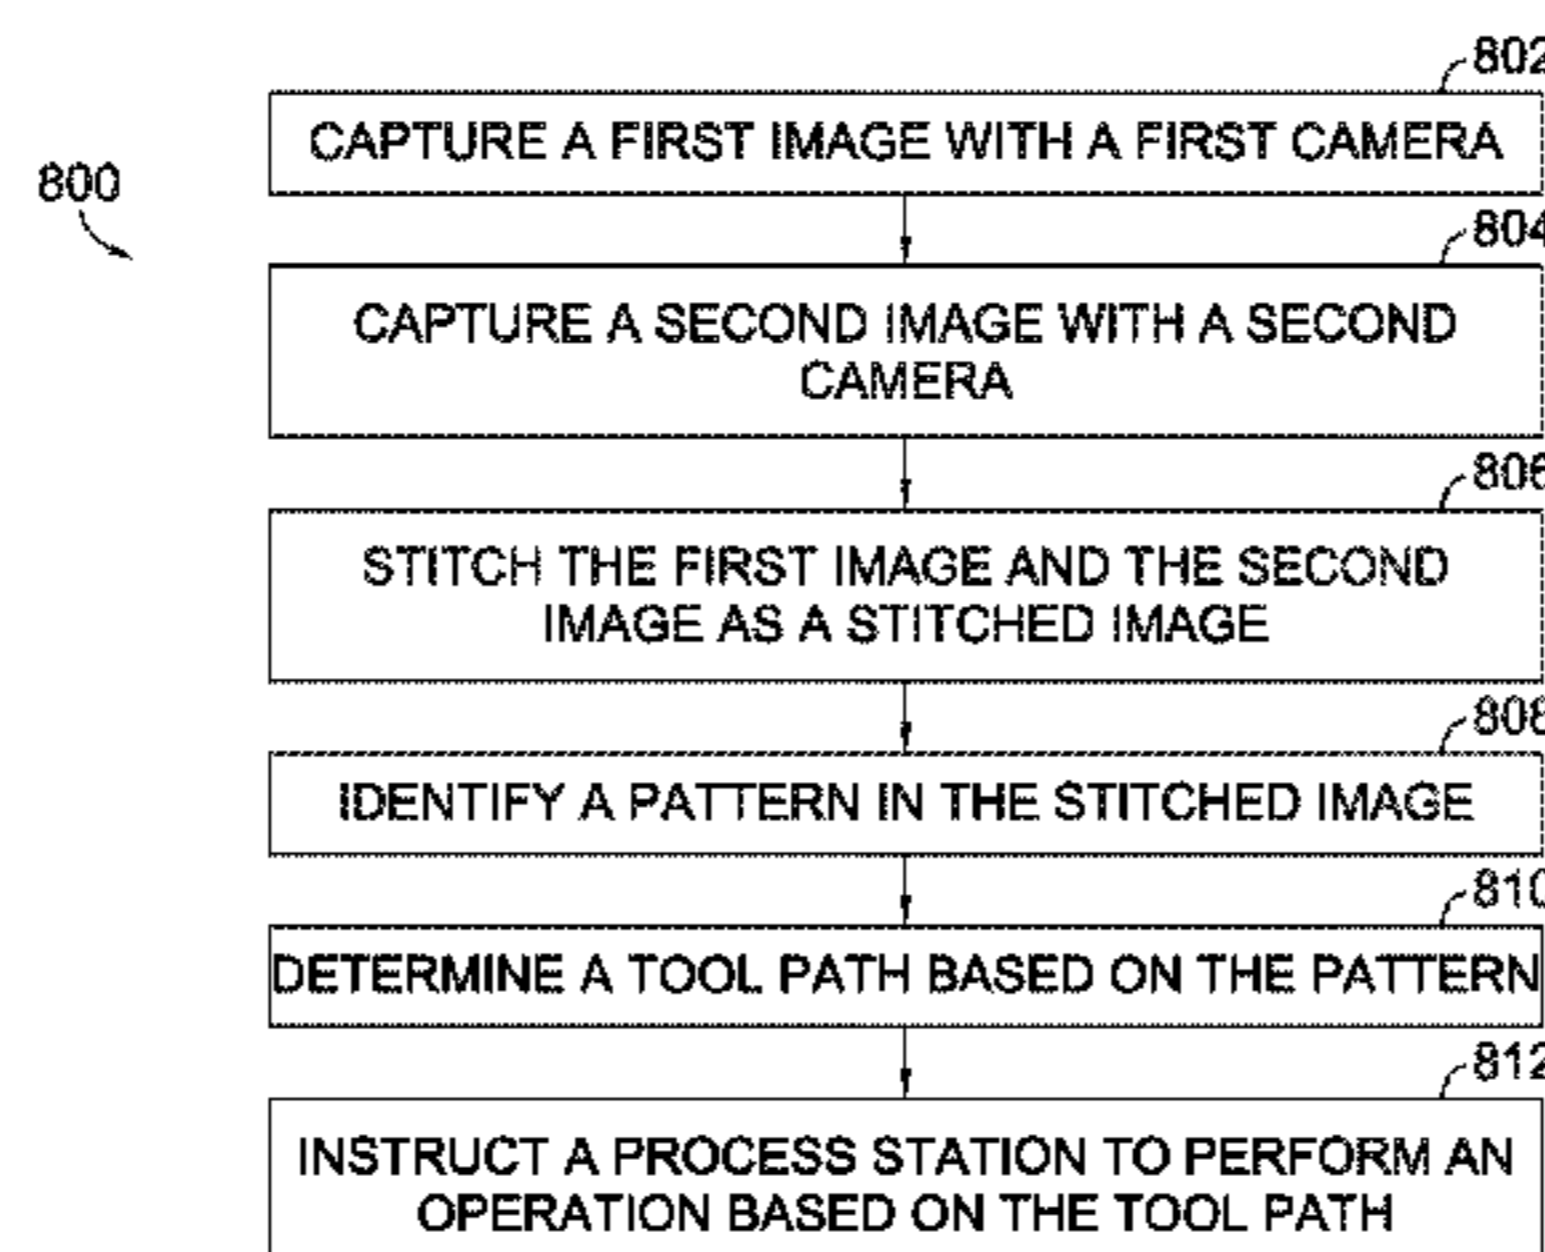 802
CAPTURE A FIRST IMAGE WITH A FIRST CAMERA
800
804
CAPTURE A SECOND IMAGE WITH A SECOND
CAMERA
806
STITCH THE FIRST IMAGE AND THE SECOND
IMAGE AS A STITCHED IMAGE
808
IDENTIFY A PATTERN IN THE STITCHED IMAGE
810
DETERMINE A TOOL PATH BASED ON THE PATTERN
812
INSTRUCT A PROCESS STATION TO PERFORM AN
OPERATION BASED ON THE TOOL PATH